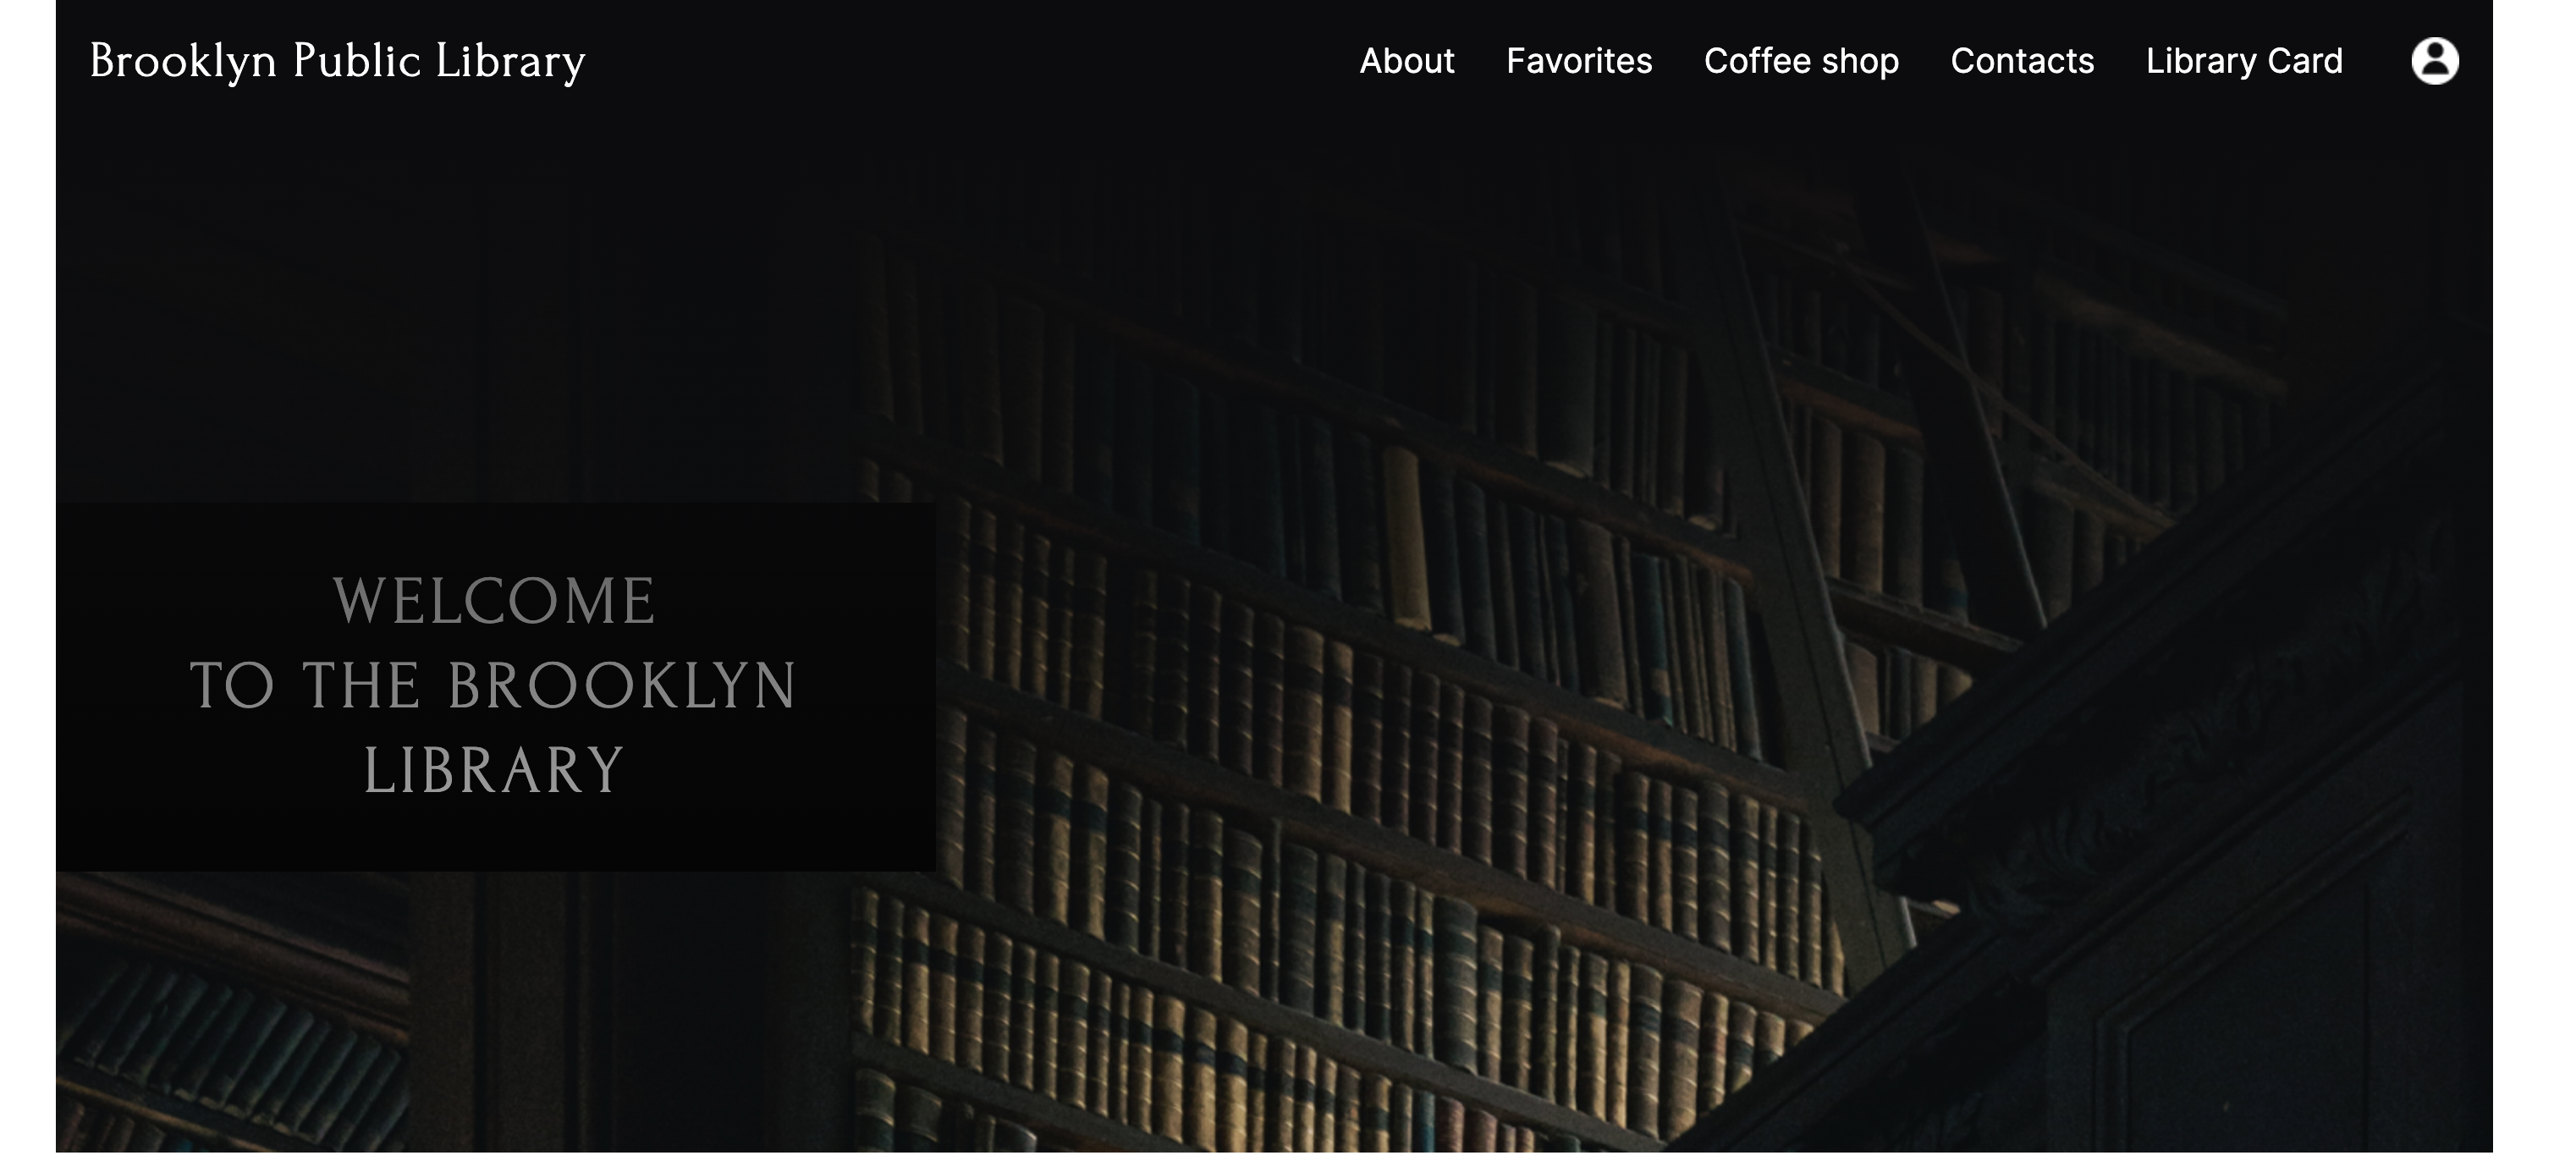 Brooklyn Public Library
About Favorites Coffee shop Contacts Library Card
WELCOME
TO THE BROOKLYN
LIBRARY